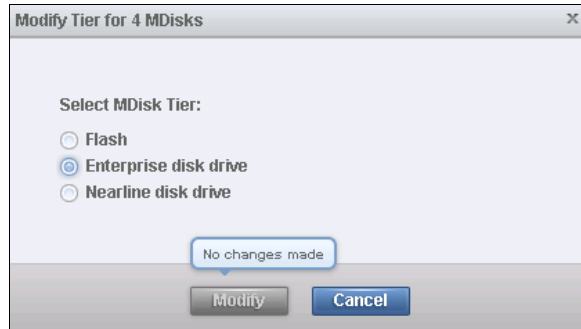 Modify Tier for 4 MDisks
x
Select MDisk Tier:
Flash
Enterprise disk drive
Nearline disk drive
No changes made
Modify Cancel